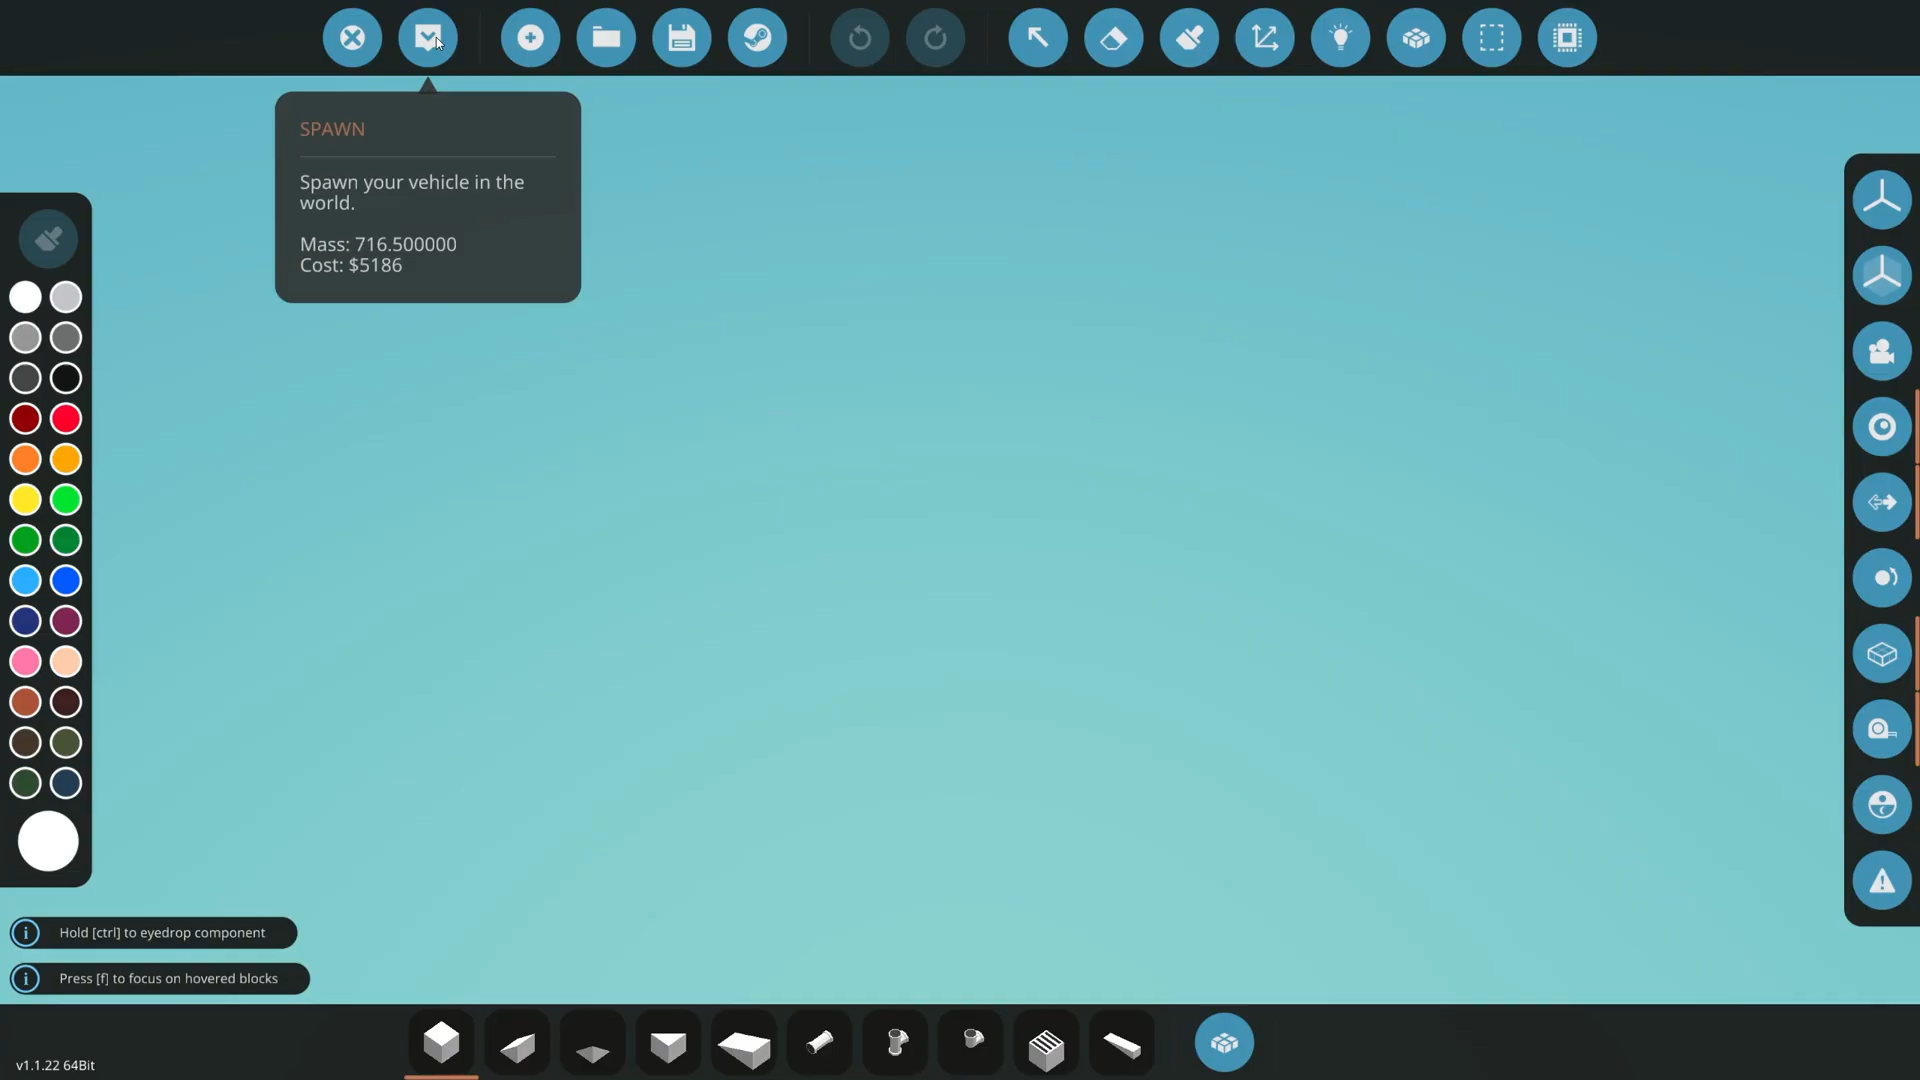 SPAWN
Spawn your vehicle in the
world.
Mass: 716.500000
Cost: $5186
Hold [ctrl] to eyedrop component
Press [f] to focus on hovered blocks
v1.1.22 64Bit